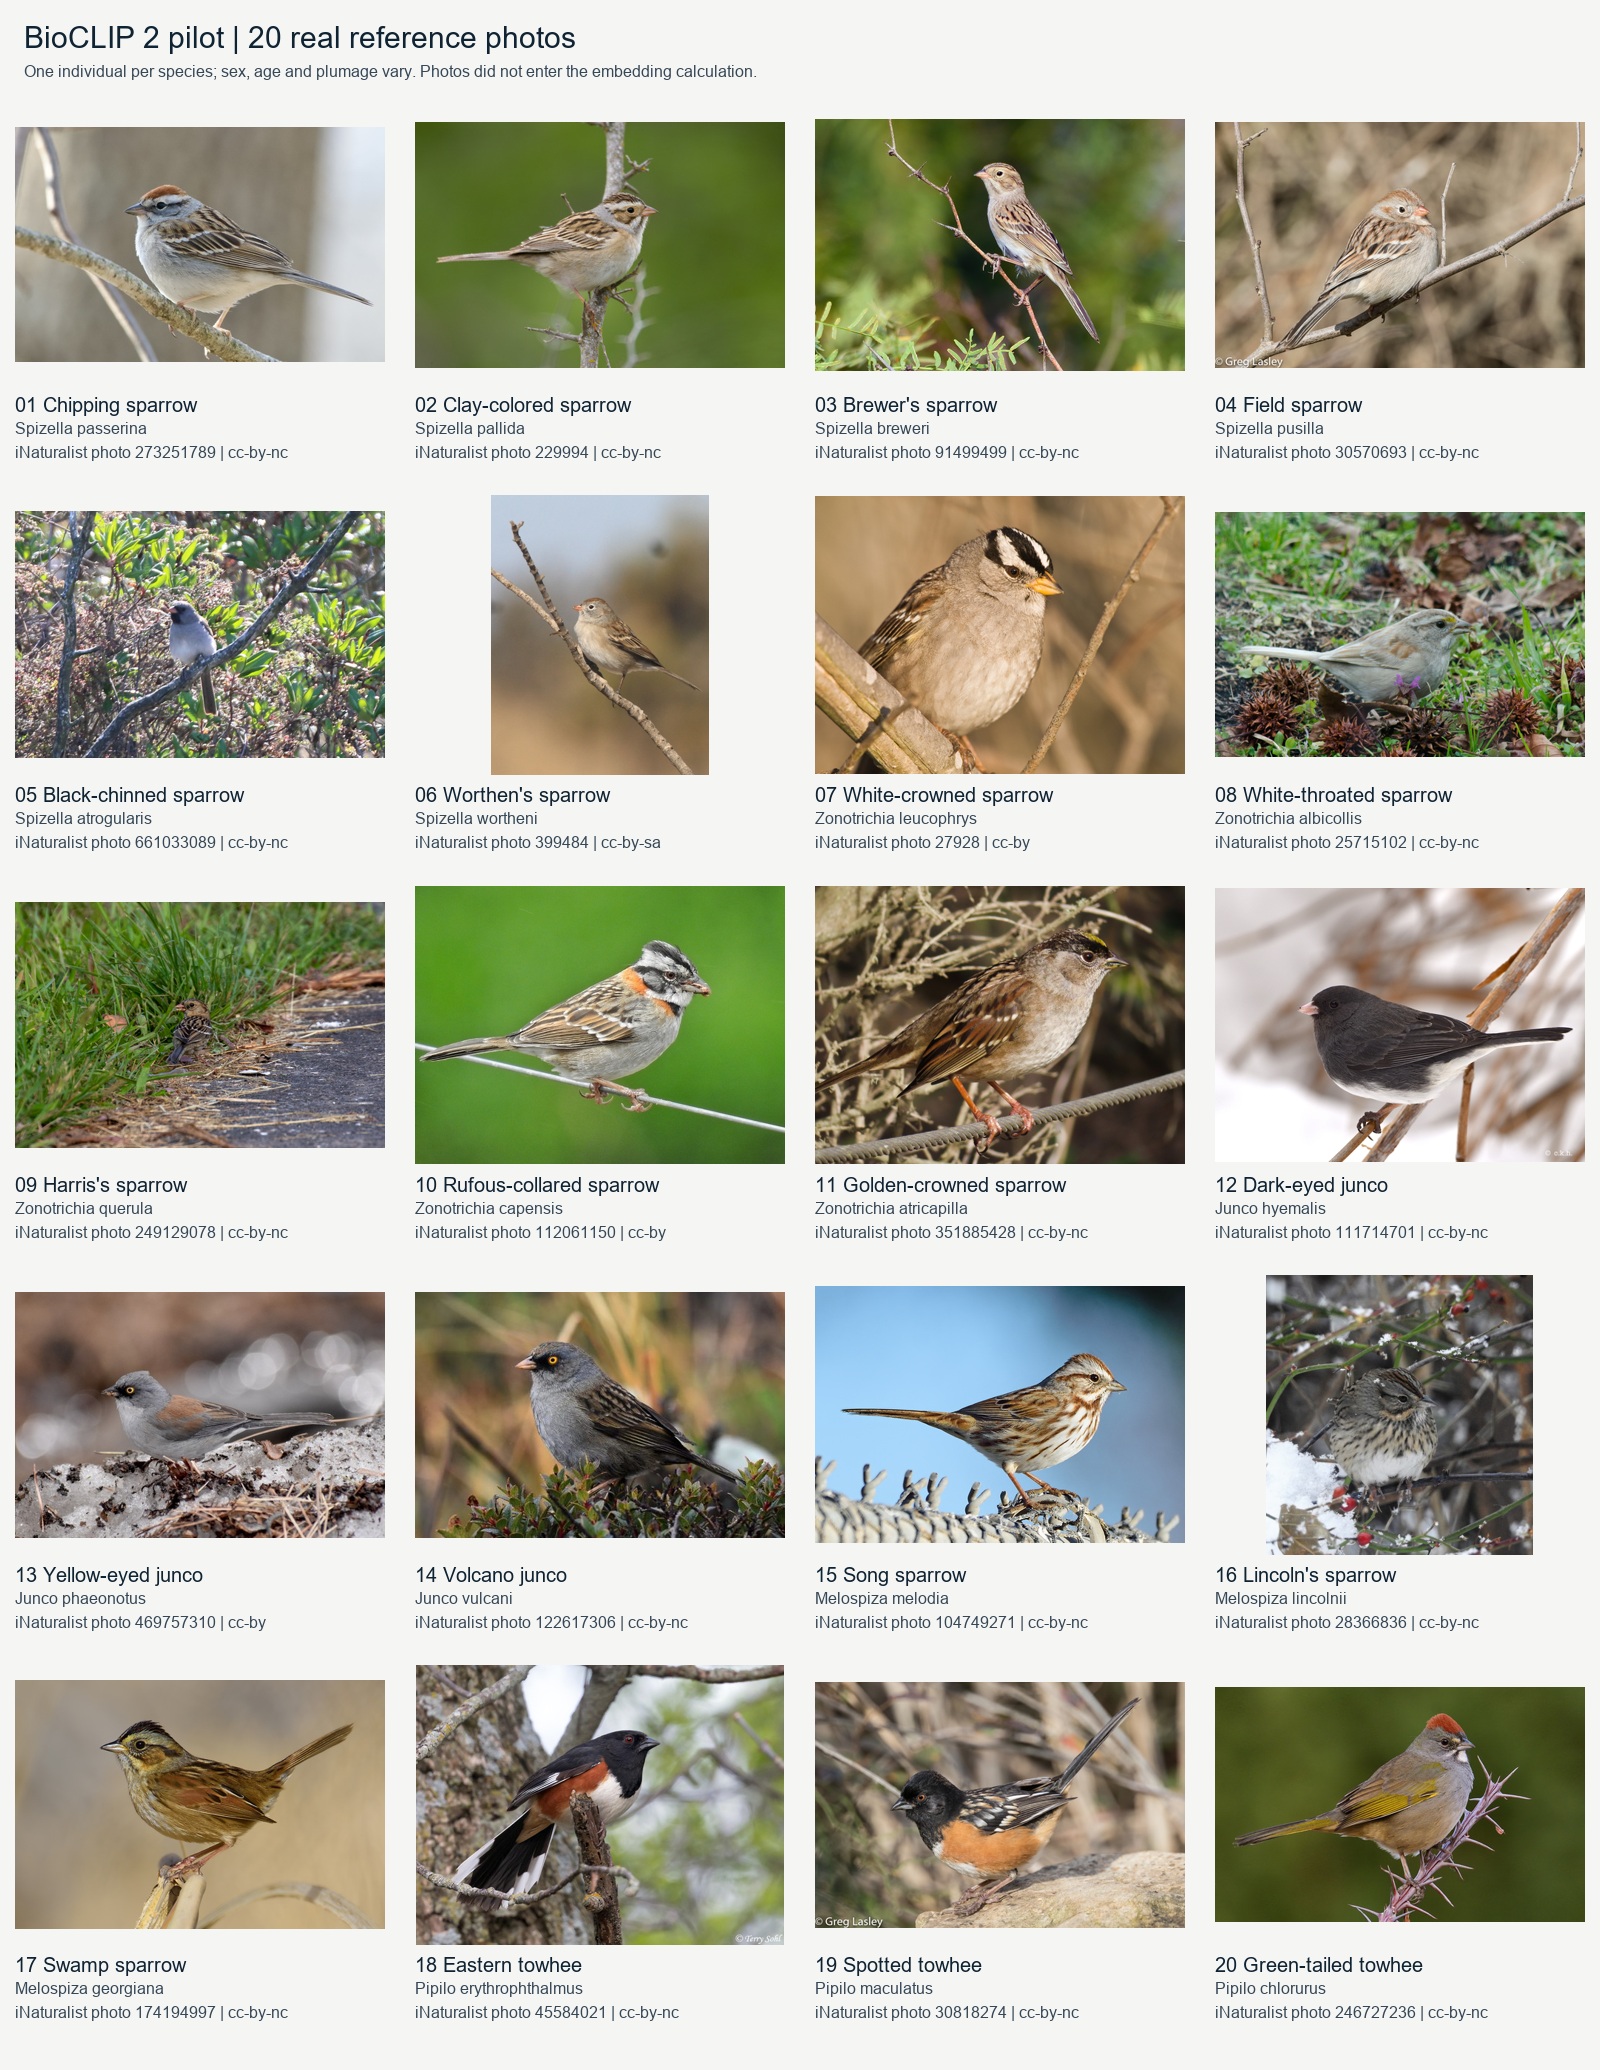 BioCLIP 2 pilot | 20 real reference photos
One individual per species; sex, age and plumage vary. Photos did not enter the embedding calculation.
© Greg Lasley
01 Chipping sparrow
Spizella passerina
iNaturalist photo 273251789 | cc-by-nc
02 Clay-colored sparrow
Spizella pallida
iNaturalist photo 229994 | cc-by-nc
03 Brewer's sparrow
Spizella breweri
iNaturalist photo 91499499 | cc-by-nc
04 Field sparrow
Spizella pusilla
iNaturalist photo 30570693 | cc-by-nc
05 Black-chinned sparrow
Spizella atrogularis
iNaturalist photo 661033089 | cc-by-nc
06 Worthen's sparrow
Spizella wortheni
iNaturalist photo 399484 | cc-by-sa
07 White-crowned sparrow
Zonotrichia leucophrys
iNaturalist photo 27928 | cc-by
08 White-throated sparrow
Zonotrichia albicollis
iNaturalist photo 25715102 | cc-by-nc
09 Harris's sparrow
Zonotrichia querula
iNaturalist photo 249129078 | cc-by-nc
10 Rufous-collared sparrow
Zonotrichia capensis
iNaturalist photo 112061150 | cc-by
11 Golden-crowned sparrow
Zonotrichia atricapilla
iNaturalist photo 351885428 | cc-by-nc
12 Dark-eyed junco
Junco hyemalis
iNaturalist photo 111714701 | cc-by-nc
13 Yellow-eyed junco
Junco phaeonotus
iNaturalist photo 469757310 | cc-by
14 Volcano junco
Junco vulcani
iNaturalist photo 122617306 | cc-by-nc
15 Song sparrow
Melospiza melodia
iNaturalist photo 104749271 | cc-by-nc
16 Lincoln's sparrow
Melospiza lincolnii
iNaturalist photo 28366836 | cc-by-nc
© Terry Sohl
© Greg Lasley
17 Swamp sparrow
Melospiza georgiana
iNaturalist photo 174194997 | cc-by-nc
18 Eastern towhee
Pipilo erythrophthalmus
iNaturalist photo 45584021 | cc-by-nc
19 Spotted towhee
Pipilo maculatus
iNaturalist photo 30818274 | cc-by-nc
20 Green-tailed towhee
Pipilo chlorurus
iNaturalist photo 246727236 | cc-by-nc